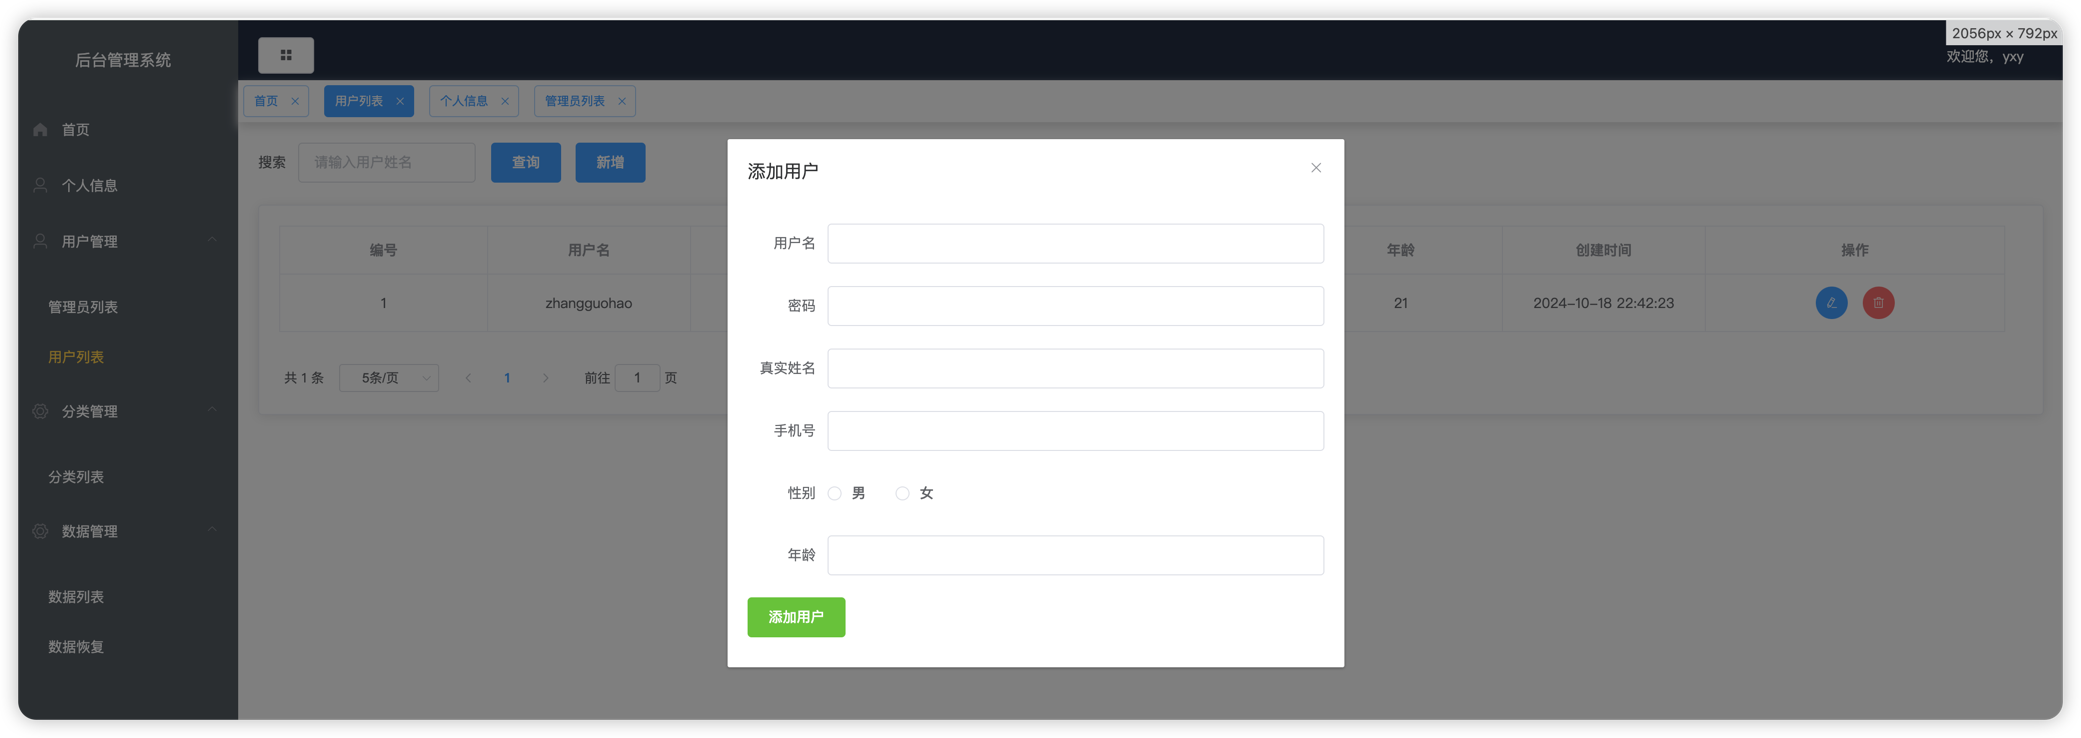 后台管理系统
2056px × 792px
欢迎您，yxy
首页
用户列表
个人信息
管理员列表
首页
个人信息
用户管理
管理员列表
用户列表
分类管理
分类列表
数据管理
数据列表
数据恢复
搜索 请输入用户姓名 查询 新增
编号 用户名 年龄 创建时间 操作
1 zhangguohao 21 2024-10-18 22:42:23
共 1 条 5条/页 1 前往 1 页
添加用户
用户名
密码
真实姓名
手机号
性别 男 女
年龄
添加用户